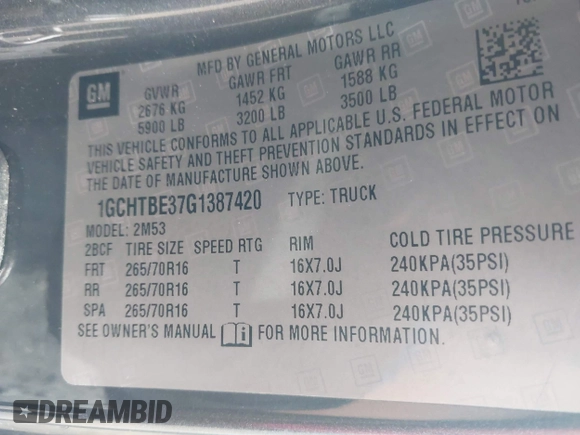 MFD BY GENERAL MOTORS LLC
GM
GVWR GAWR FRT GAWR RR
2676 KG 1452 KG 1588 KG
5900 LB 3200 LB 3500 LB
THIS VEHICLE CONFORMS TO ALL APPLICABLE U.S. FEDERAL MOTOR
VEHICLE SAFETY AND THEFT PREVENTION STANDARDS IN EFFECT ON
THE DATE OF MANUFACTURE SHOWN ABOVE.
1GCHTBE37G1387420 TYPE: TRUCK
MODEL: 2M53
2BCF TIRE SIZE SPEED RTG RIM COLD TIRE PRESSURE
FRT 265/70R16 T 16X7.0J 240KPA(35PSI)
RR 265/70R16 T 16X7.0J 240KPA(35PSI)
SPA 265/70R16 T 16X7.0J 240KPA(35PSI)
SEE OWNER'S MANUAL FOR MORE INFORMATION.
DREAMBID